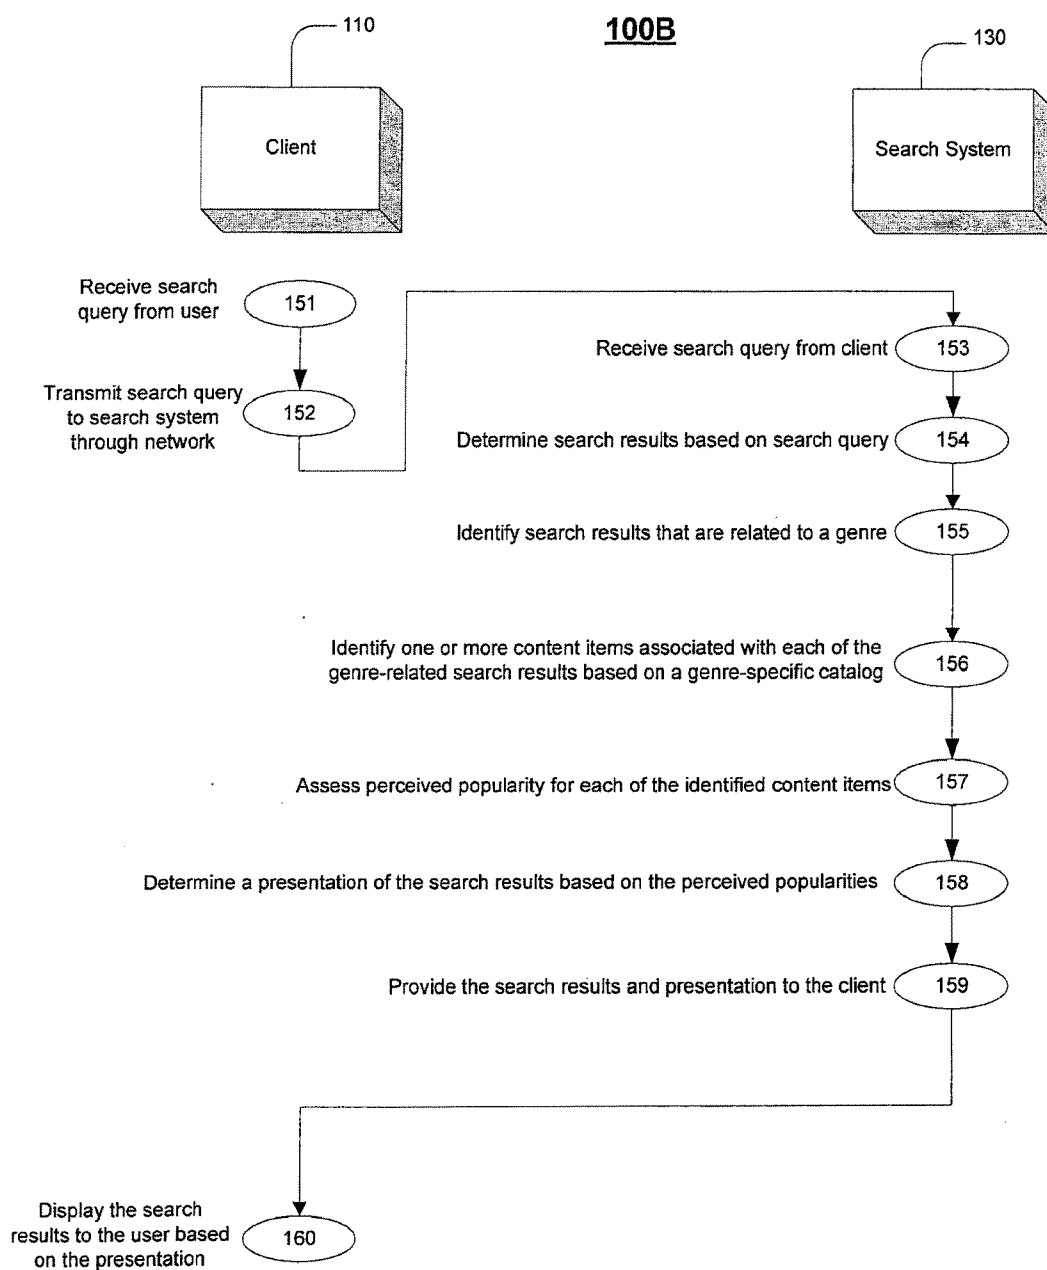 110
100B
130
Client
Search System
Receive search
query from user
151
Receive search query from client
153
Transmit search query
to search system
through network
152
Determine search results based on search query
154
Identify search results that are related to a genre
155
Identify one or more content items associated with each of the
genre-related search results based on a genre-specific catalog
156
Assess perceived popularity for each of the identified content items
157
Determine a presentation of the search results based on the perceived popularities
158
Provide the search results and presentation to the client
159
Display the search
results to the user based
on the presentation
160